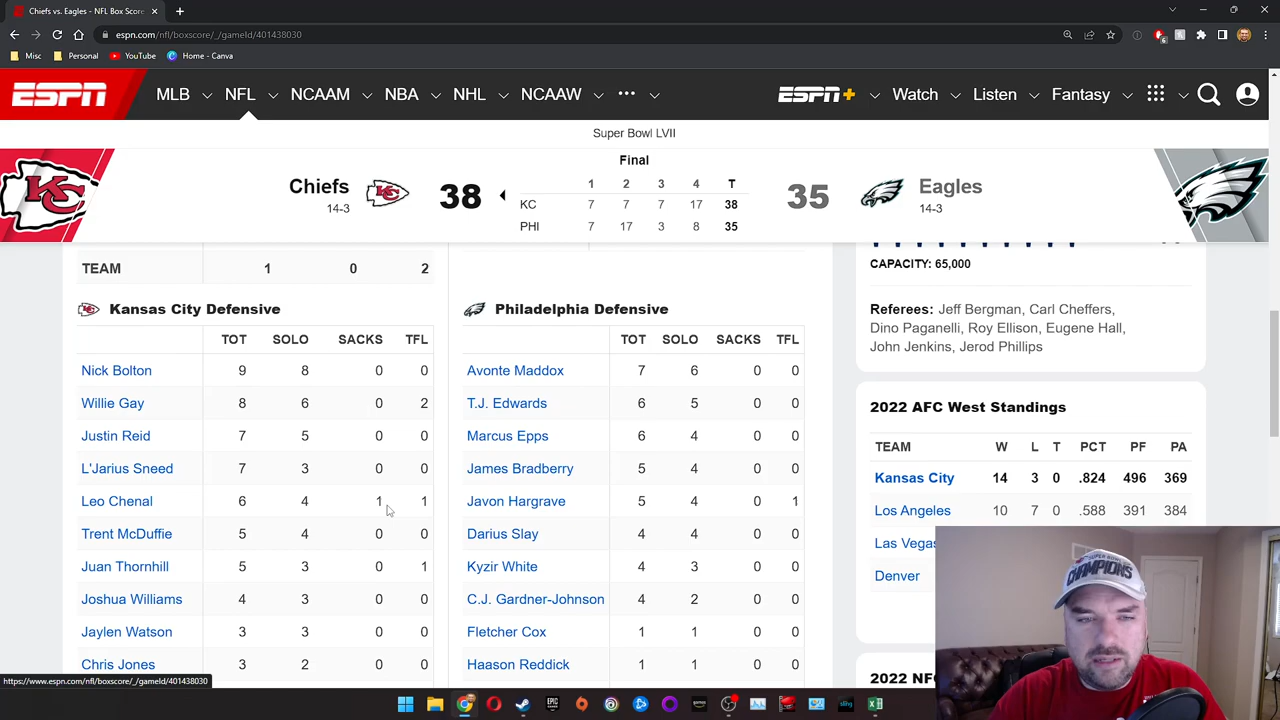 Chiefs vs. Eagles - NFL Box Scor
espn.com/nfl/boxscore/_/gameId/401438030
Misc Personal YouTube Home - Canva
ESPN MLB NFL NCAAM NBA NHL NCAAW ESPN+ Watch Listen Fantasy
Super Bowl LVII
Final
Chiefs 14-3 KC 38
1 2 3 4 T
KC 7 7 7 17 38
PHI 7 17 3 8 35
35 Eagles 14-3
TEAM 1 0 2
Kansas City Defensive
TOT SOLO SACKS TFL
Nick Bolton 9 8 0 0
Willie Gay 8 6 0 2
Justin Reid 7 5 0 0
L'Jarius Sneed 7 3 0 0
Leo Chenal 6 4 1 1
Trent McDuffie 5 4 0 0
Juan Thornhill 5 3 0 1
Joshua Williams 4 3 0 0
Jaylen Watson 3 3 0 0
Chris Jones 3 2 0 0
Philadelphia Defensive
TOT SOLO SACKS TFL
Avonte Maddox 7 6 0 0
T.J. Edwards 6 5 0 0
Marcus Epps 6 4 0 0
James Bradberry 5 4 0 0
Javon Hargrave 5 4 0 1
Darius Slay 4 4 0 0
Kyzir White 4 3 0 0
C.J. Gardner-Johnson 4 2 0 0
Fletcher Cox 1 1 0 0
Haason Reddick 1 1 0 0
CAPACITY: 65,000
Referees: Jeff Bergman, Carl Cheffers,
Dino Paganelli, Roy Ellison, Eugene Hall,
John Jenkins, Jerod Phillips
2022 AFC West Standings
TEAM W L T PCT PF PA
Kansas City 14 3 0 .824 496 369
Los Angeles 10 7 0 .588 391 384
Las Vegas
Denver
2022 NFC
CHAMPIONS
https://www.espn.com/nfl/boxscore/_/gameId/401438030
sling